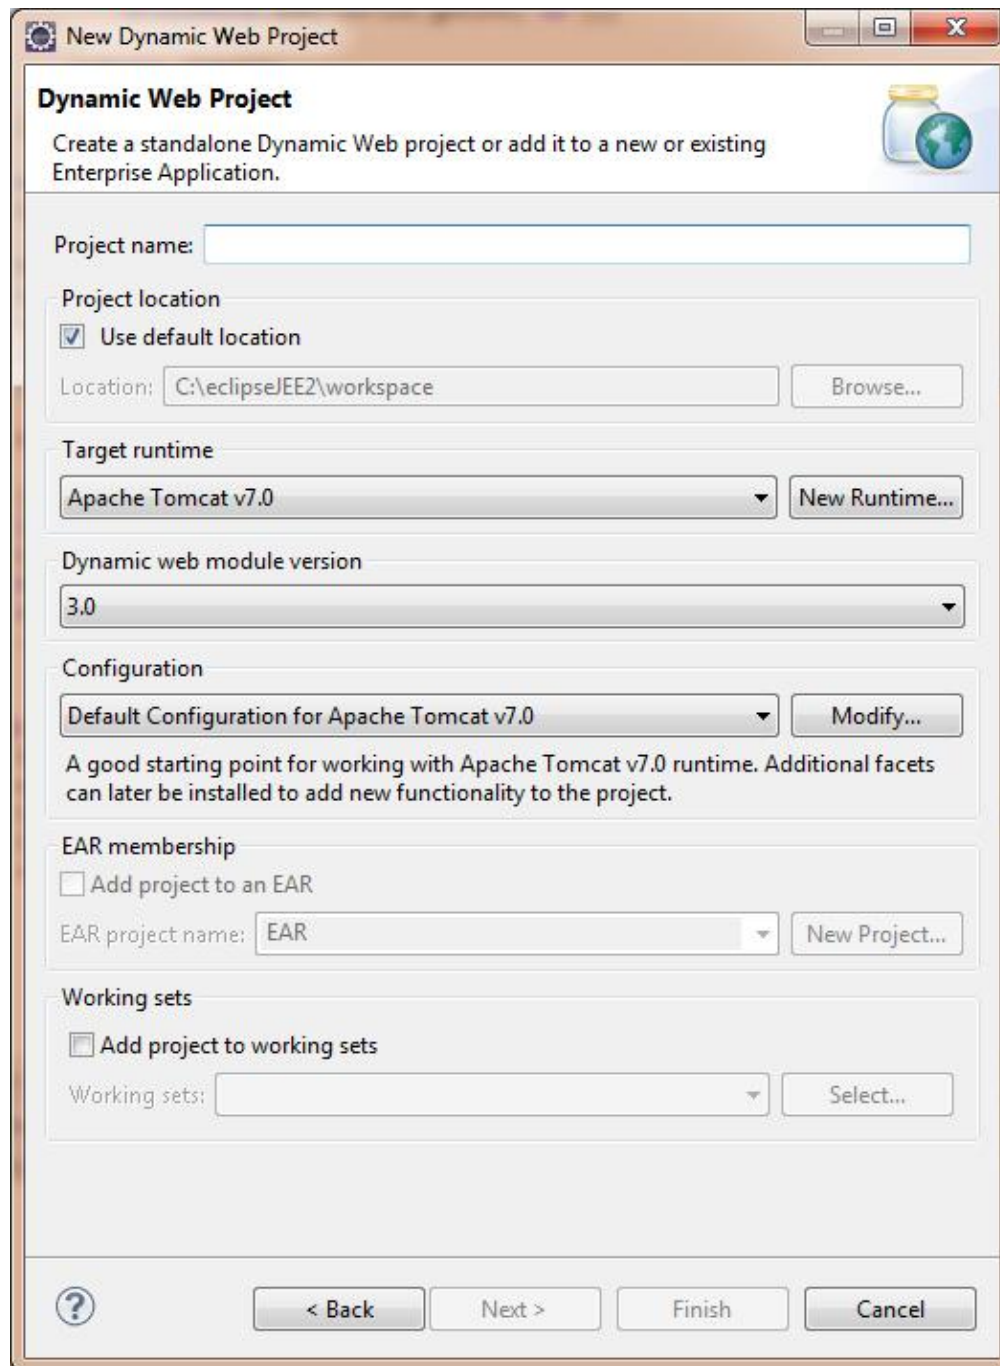 New Dynamic Web Project
Dynamic Web Project
Create a standalone Dynamic Web project or add it to a new or existing
Enterprise Application.
Project name:
Project location
Use default location
Location: C:\eclipseJEE2\workspace Browse...
Target runtime
Apache Tomcat v7.0 New Runtime...
Dynamic web module version
3.0
Configuration
Default Configuration for Apache Tomcat v7.0 Modify...
A good starting point for working with Apache Tomcat v7.0 runtime. Additional facets
can later be installed to add new functionality to the project.
EAR membership
Add project to an EAR
EAR project name: EAR New Project...
Working sets
Add project to working sets
Working sets: Select...
? < Back Next > Finish Cancel